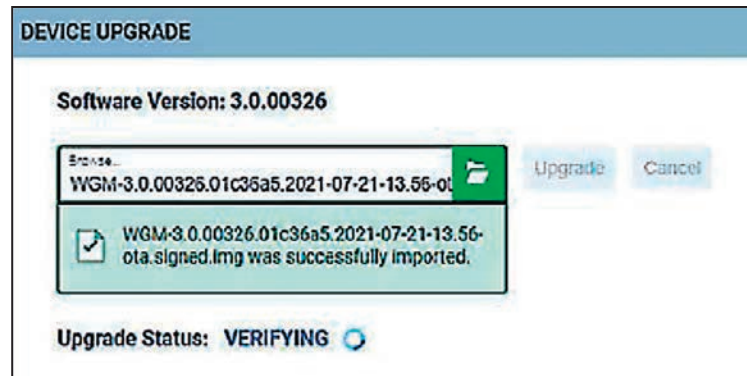 DEVICE UPGRADE
Software Version: 3.0.00326
Browse...
WGM-3.0.00326.01c36a5.2021-07-21-13.56-ot
Upgrade
Cancel
WGM-3.0.00326.01c36a5.2021-07-21-13.56-
ota.signed.img was successfully imported.
Upgrade Status: VERIFYING